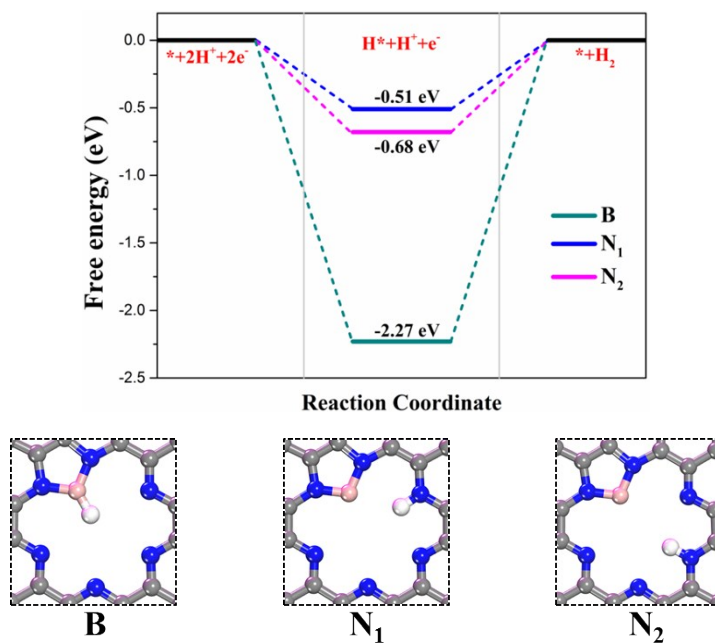 Free energy (eV)
0.0
-0.5
-1.0
-1.5
-2.0
-2.5
*+2H⁺+2e⁻
H*+H⁺+e⁻
*+H₂
-0.51 eV
-0.68 eV
-2.27 eV
B
N₁
N₂
Reaction Coordinate
B
N₁
N₂